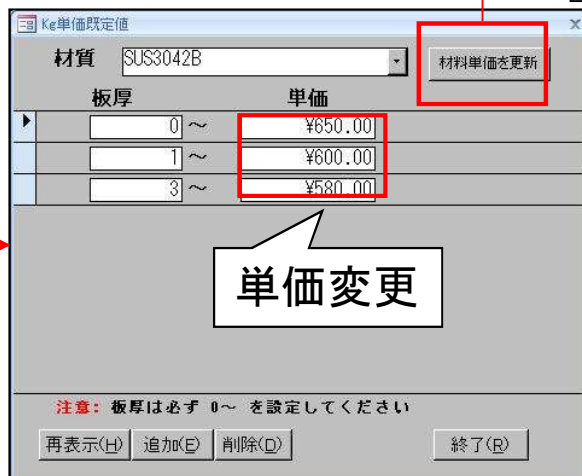 Kg単価既定値
材質 SUS3042B 材料単価を更新
板厚 単価
0 ～ ¥650.00
1 ～ ¥600.00
3 ～ ¥580.00
単価変更
注意: 板厚は必ず 0～ を設定してください
再表示(H) 追加(E) 削除(D) 終了(R)